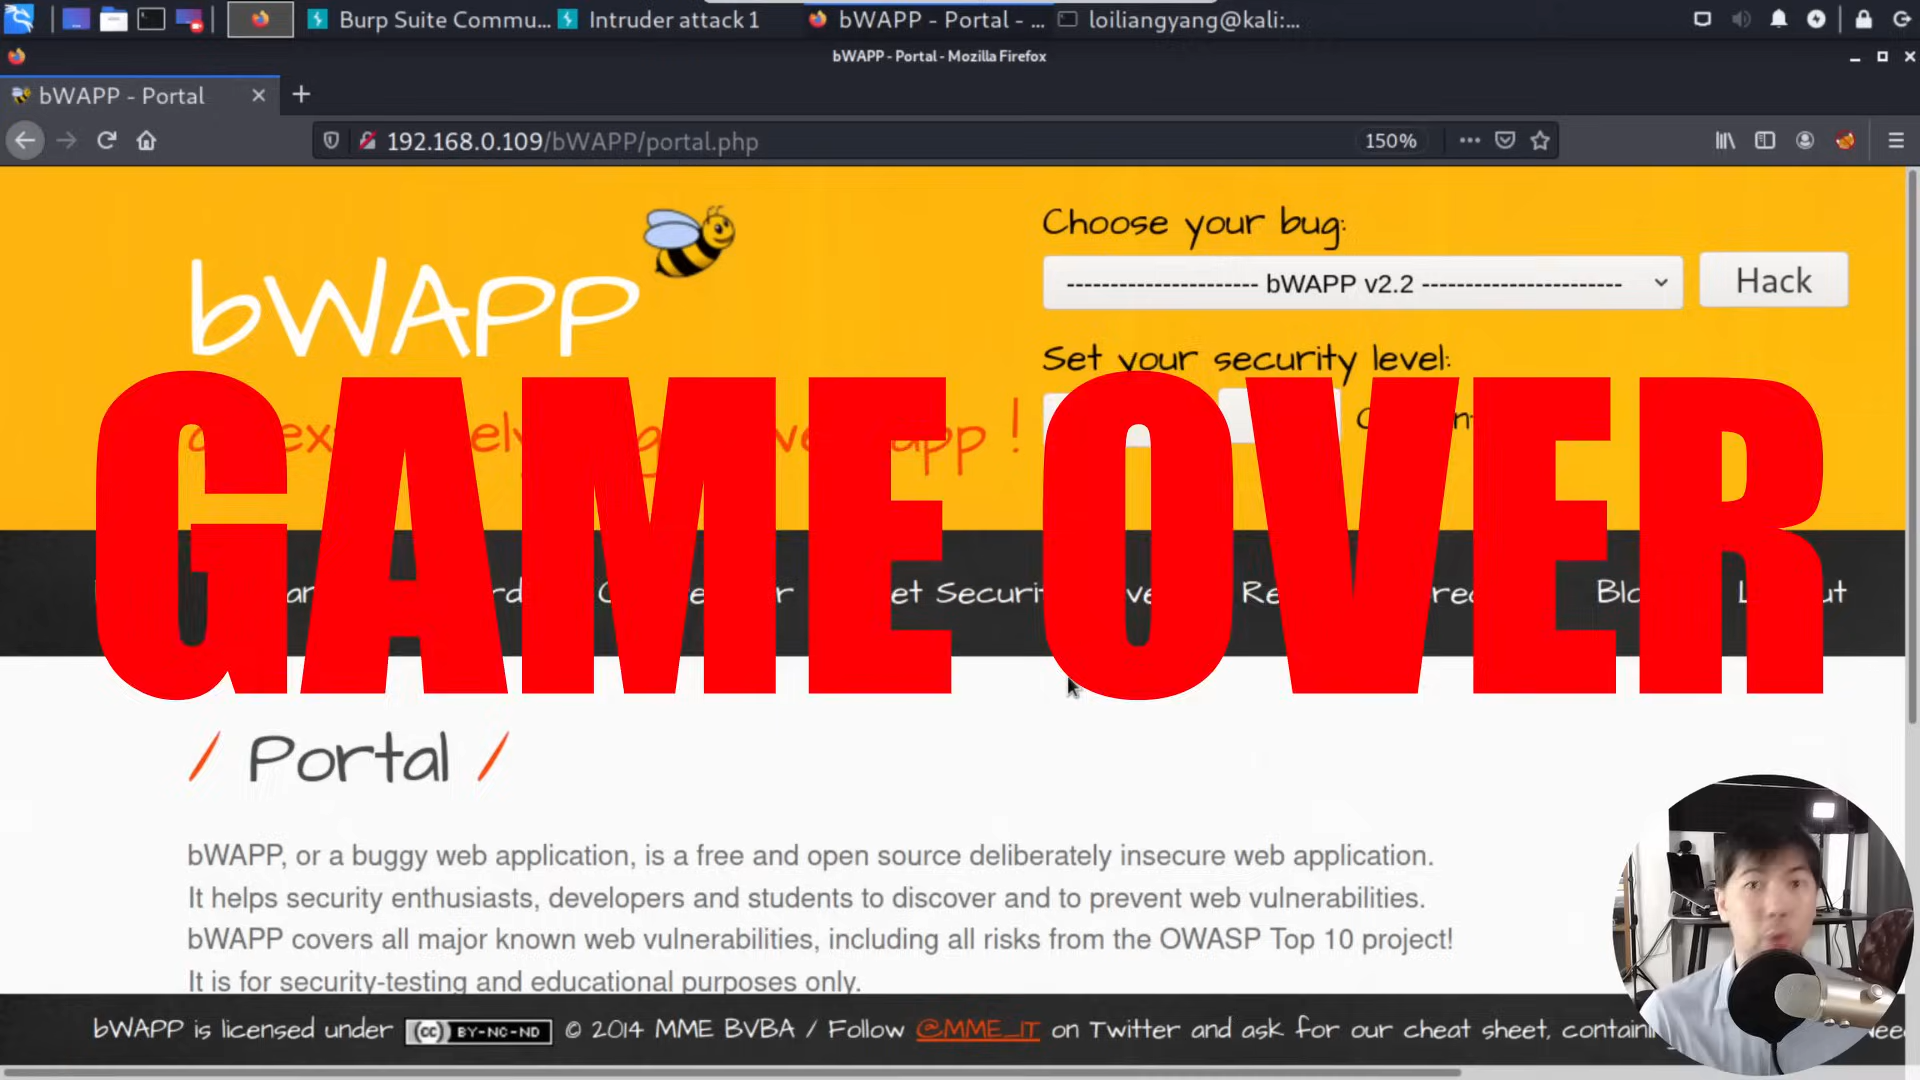 Burp Suite Commu...
Intruder attack 1
bWAPP - Portal - ...
loiliangyang@kali:...
bWAPP - Portal - Mozilla Firefox
bWAPP - Portal
192.168.0.109/bWAPP/portal.php
150%
Choose your bug:
---------------------- bWAPP v2.2 -----------------------
Hack
bWAPP
Set your security level:
app !
GAME OVER
Set Security
/ Portal /
bWAPP, or a buggy web application, is a free and open source deliberately insecure web application.
It helps security enthusiasts, developers and students to discover and to prevent web vulnerabilities.
bWAPP covers all major known web vulnerabilities, including all risks from the OWASP Top 10 project!
It is for security-testing and educational purposes only.
bWAPP is licensed under (cc) BY-NC-ND © 2014 MME BVBA / Follow @MME_IT on Twitter and ask for our cheat sheet, containi